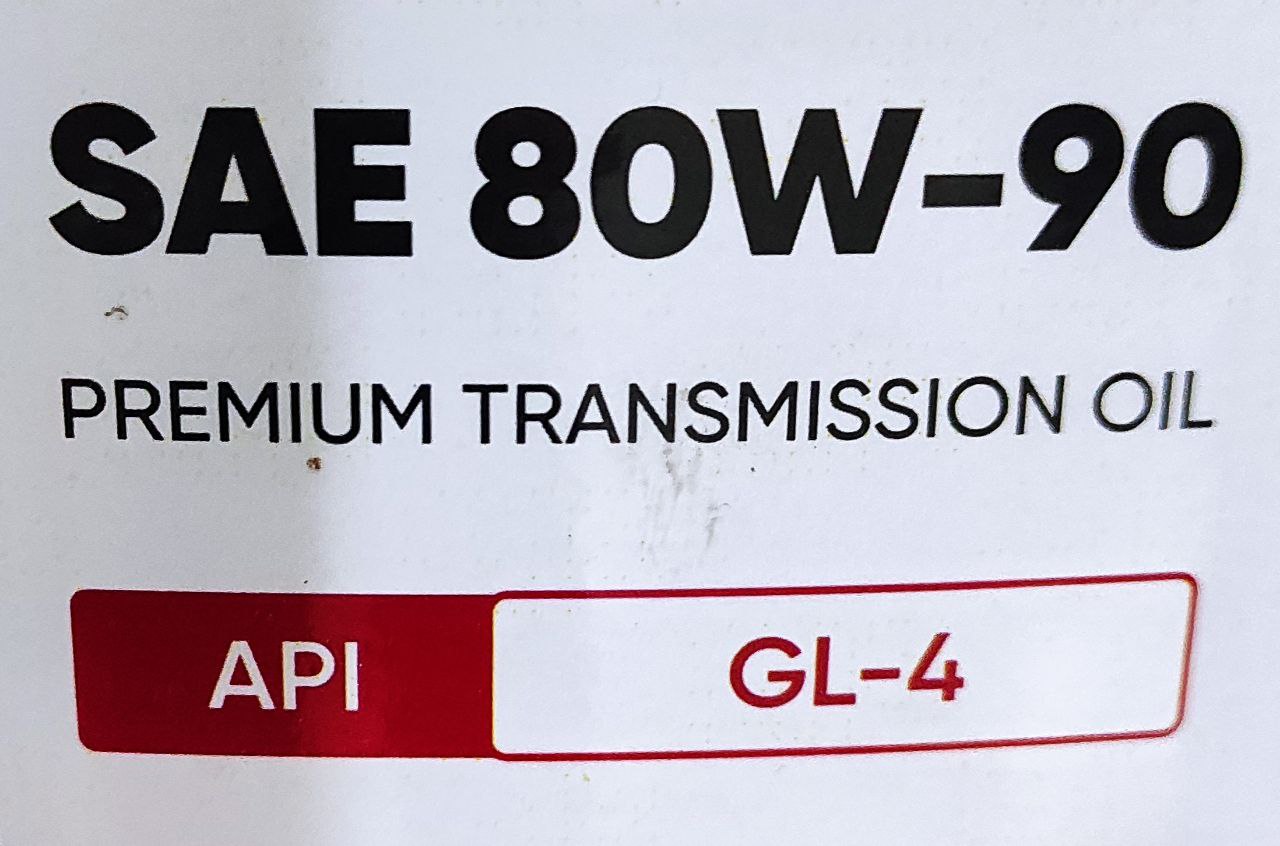 SAE 80W-90
PREMIUM TRANSMISSION OIL
API GL-4